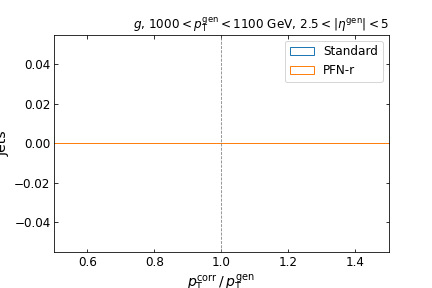 g, 1000 < p_T^gen < 1100 GeV, 2.5 < |η^gen| < 5
Standard
PFN-r
0.04
0.02
0.00
−0.02
−0.04
Jets
0.6 0.8 1.0 1.2 1.4
p_T^corr / p_T^gen